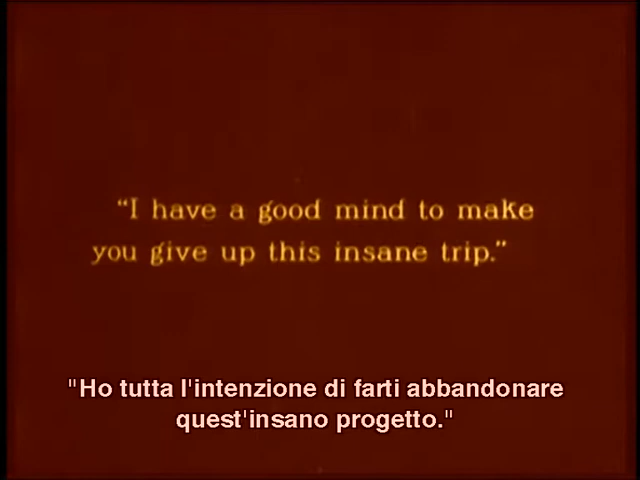 “I have a good mind to make
you give up this insane trip.”
"Ho tutta l'intenzione di farti abbandonare
quest'insano progetto."